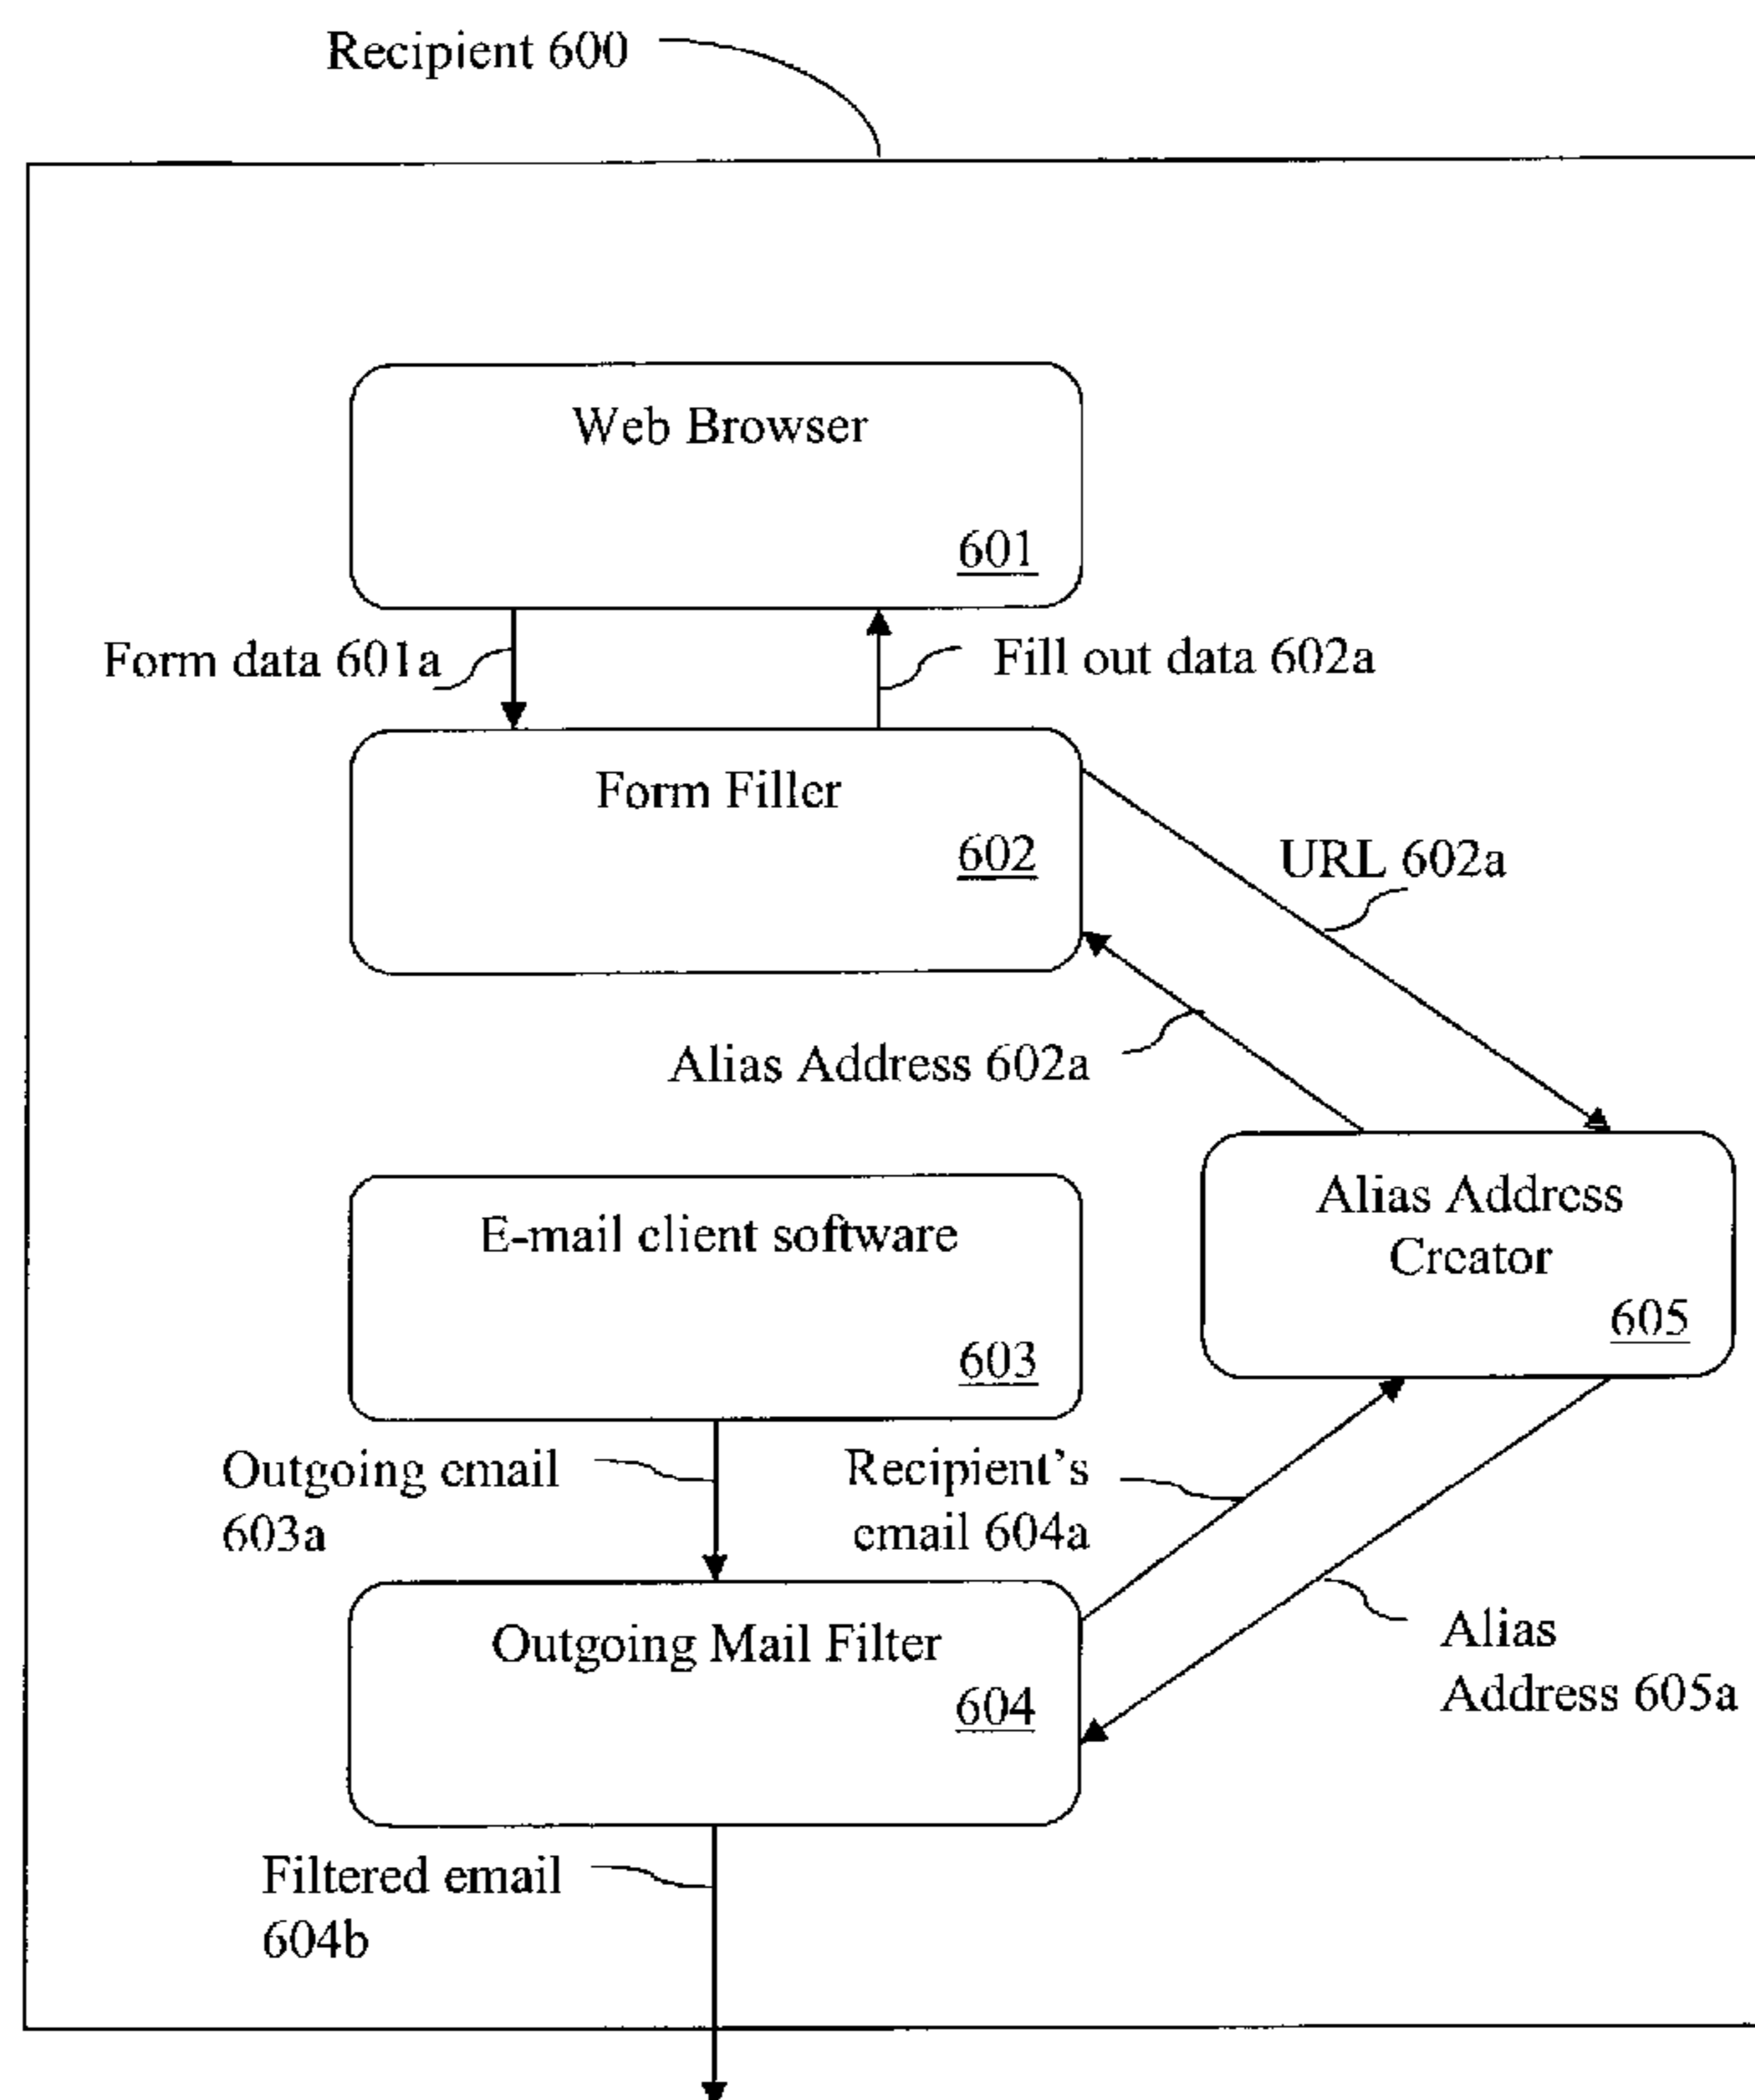 Recipient 600
Web Browser
601
Form data 601a
Fill out data 602a
Form Filler
602
URL 602a
Alias Address 602a
Alias Address
Creator
605
E-mail client software
603
Outgoing email
603a
Recipient's
email 604a
Outgoing Mail Filter
604
Alias
Address 605a
Filtered email
604b